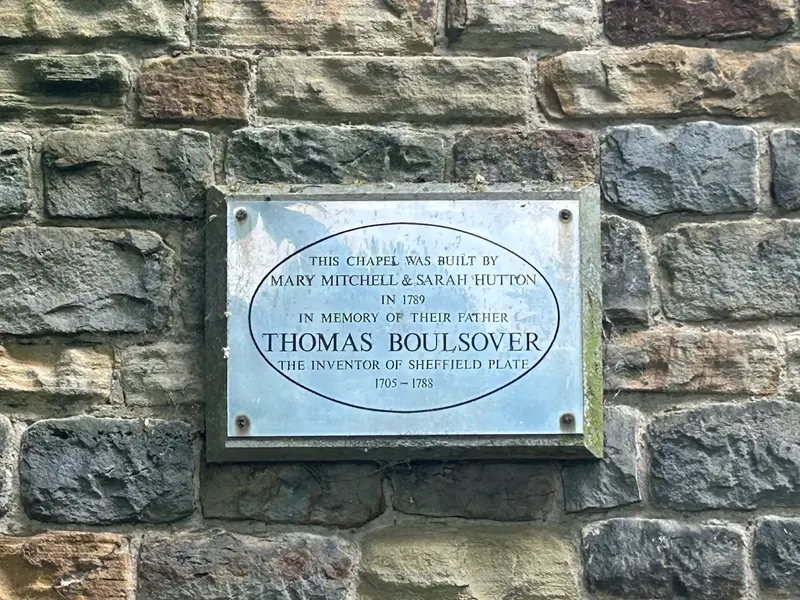 THIS CHAPEL WAS BUILT BY
MARY MITCHELL & SARAH HUTTON
IN 1789
IN MEMORY OF THEIR FATHER
THOMAS BOULSOVER
THE INVENTOR OF SHEFFIELD PLATE
1705 - 1788